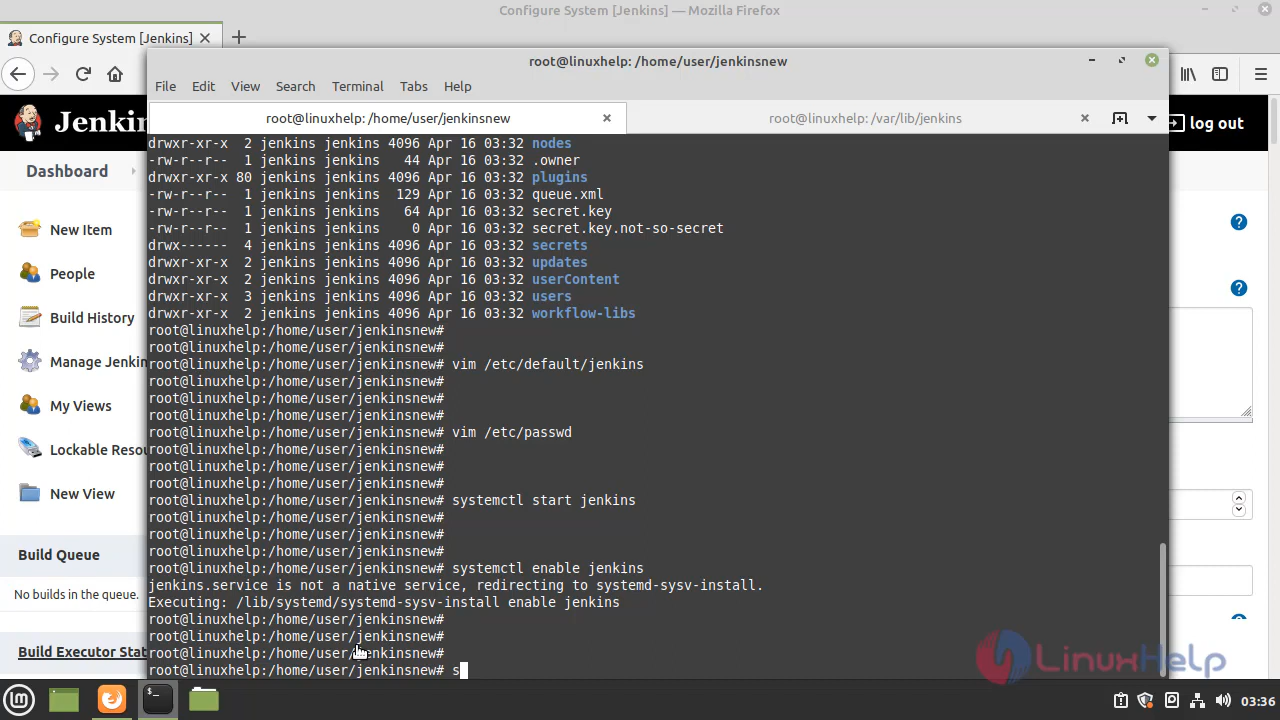 Configure System [Jenkins] — Mozilla Firefox
Configure System [Jenkins]
root@linuxhelp: /home/user/jenkinsnew
File Edit View Search Terminal Tabs Help
root@linuxhelp: /home/user/jenkinsnew
root@linuxhelp: /var/lib/jenkins
Jenkin
log out
Dashboard
New Item
People
Build History
Manage Jenkin
My Views
Lockable Resou
New View
Build Queue
No builds in the queue.
Build Executor Stat
drwxr-xr-x  2 jenkins jenkins 4096 Apr 16 03:32 nodes
-rw-r--r--  1 jenkins jenkins   44 Apr 16 03:32 .owner
drwxr-xr-x 80 jenkins jenkins 4096 Apr 16 03:32 plugins
-rw-r--r--  1 jenkins jenkins  129 Apr 16 03:32 queue.xml
-rw-r--r--  1 jenkins jenkins   64 Apr 16 03:32 secret.key
-rw-r--r--  1 jenkins jenkins    0 Apr 16 03:32 secret.key.not-so-secret
drwx------  4 jenkins jenkins 4096 Apr 16 03:32 secrets
drwxr-xr-x  2 jenkins jenkins 4096 Apr 16 03:32 updates
drwxr-xr-x  2 jenkins jenkins 4096 Apr 16 03:32 userContent
drwxr-xr-x  3 jenkins jenkins 4096 Apr 16 03:32 users
drwxr-xr-x  2 jenkins jenkins 4096 Apr 16 03:32 workflow-libs
root@linuxhelp:/home/user/jenkinsnew#
root@linuxhelp:/home/user/jenkinsnew#
root@linuxhelp:/home/user/jenkinsnew# vim /etc/default/jenkins
root@linuxhelp:/home/user/jenkinsnew#
root@linuxhelp:/home/user/jenkinsnew#
root@linuxhelp:/home/user/jenkinsnew#
root@linuxhelp:/home/user/jenkinsnew# vim /etc/passwd
root@linuxhelp:/home/user/jenkinsnew#
root@linuxhelp:/home/user/jenkinsnew#
root@linuxhelp:/home/user/jenkinsnew#
root@linuxhelp:/home/user/jenkinsnew# systemctl start jenkins
root@linuxhelp:/home/user/jenkinsnew#
root@linuxhelp:/home/user/jenkinsnew#
root@linuxhelp:/home/user/jenkinsnew#
root@linuxhelp:/home/user/jenkinsnew# systemctl enable jenkins
jenkins.service is not a native service, redirecting to systemd-sysv-install.
Executing: /lib/systemd/systemd-sysv-install enable jenkins
root@linuxhelp:/home/user/jenkinsnew#
root@linuxhelp:/home/user/jenkinsnew#
root@linuxhelp:/home/user/jenkinsnew#
root@linuxhelp:/home/user/jenkinsnew# s
LinuxHelp
03:36